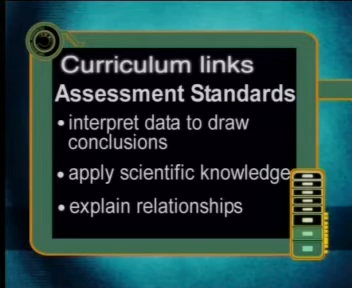 Curriculum links
Assessment Standards
• interpret data to draw
conclusions
• apply scientific knowledge
• explain relationships